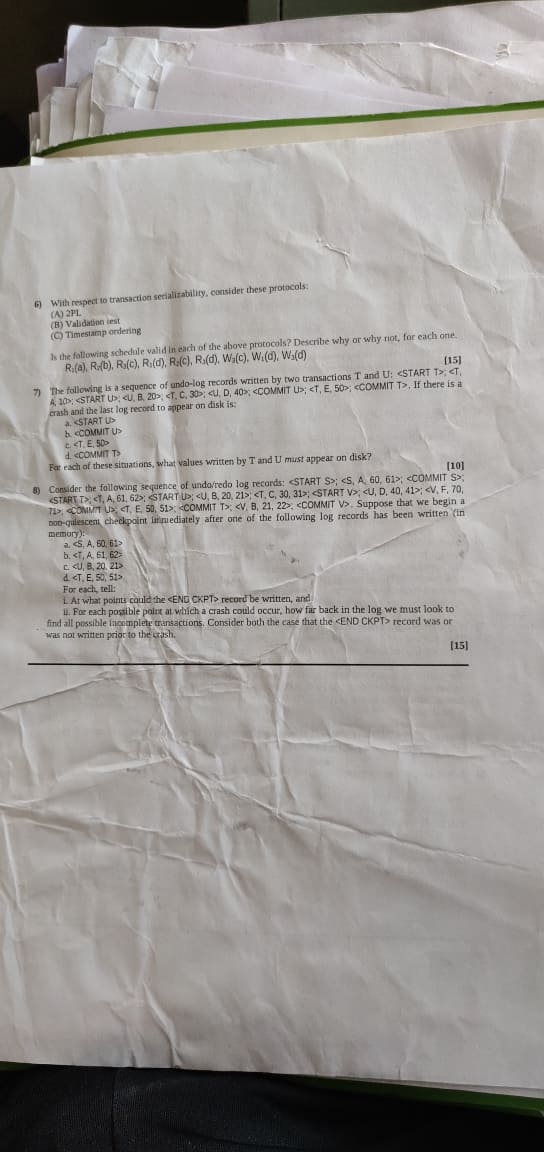 6) With respect to transaction serializability, consider these protocols:
(A) 2PL
(B) Validation test
(C) Timestamp ordering
Is the following schedule valid in each of the above protocols? Describe why or why not, for each one.
R₁(a), R₂(b), R₃(c), R₁(d), R₂(c), R₃(d), W₂(c), W₁(d), W₃(d)
[15]
7) The following is a sequence of undo-log records written by two transactions T and U: <START T>; <T,
A, 10>; <START U>; <U, B, 20>; <T, C, 30>; <U, D, 40>; <COMMIT U>; <T, E, 50>; <COMMIT T>. If there is a
crash and the last log record to appear on disk is:
a. <START U>
b. <COMMIT U>
c. <T, E, 50>
d. <COMMIT T>
For each of these situations, what values written by T and U must appear on disk?
[10]
8) Consider the following sequence of undo/redo log records: <START S>; <S, A, 60, 61>; <COMMIT S>;
<START T>; <T, A, 61, 62>; <START U>; <U, B, 20, 21>; <T, C, 30, 31>; <START V>; <U, D, 40, 41>; <V, F, 70,
71>; <COMMIT U>; <T, E, 50, 51>; <COMMIT T>; <V, B, 21, 22>; <COMMIT V>. Suppose that we begin a
non-quiescent checkpoint immediately after one of the following log records has been written (in
memory):
a. <S, A, 60, 61>
b. <T, A, 61, 62>
c. <U, B, 20, 21>
d. <T, E, 50, 51>
For each, tell:
i. At what points could the <END CKPT> record be written, and
ii. For each possible point at which a crash could occur, how far back in the log we must look to
find all possible incomplete transactions. Consider both the case that the <END CKPT> record was or
was not written prior to the crash.
[15]